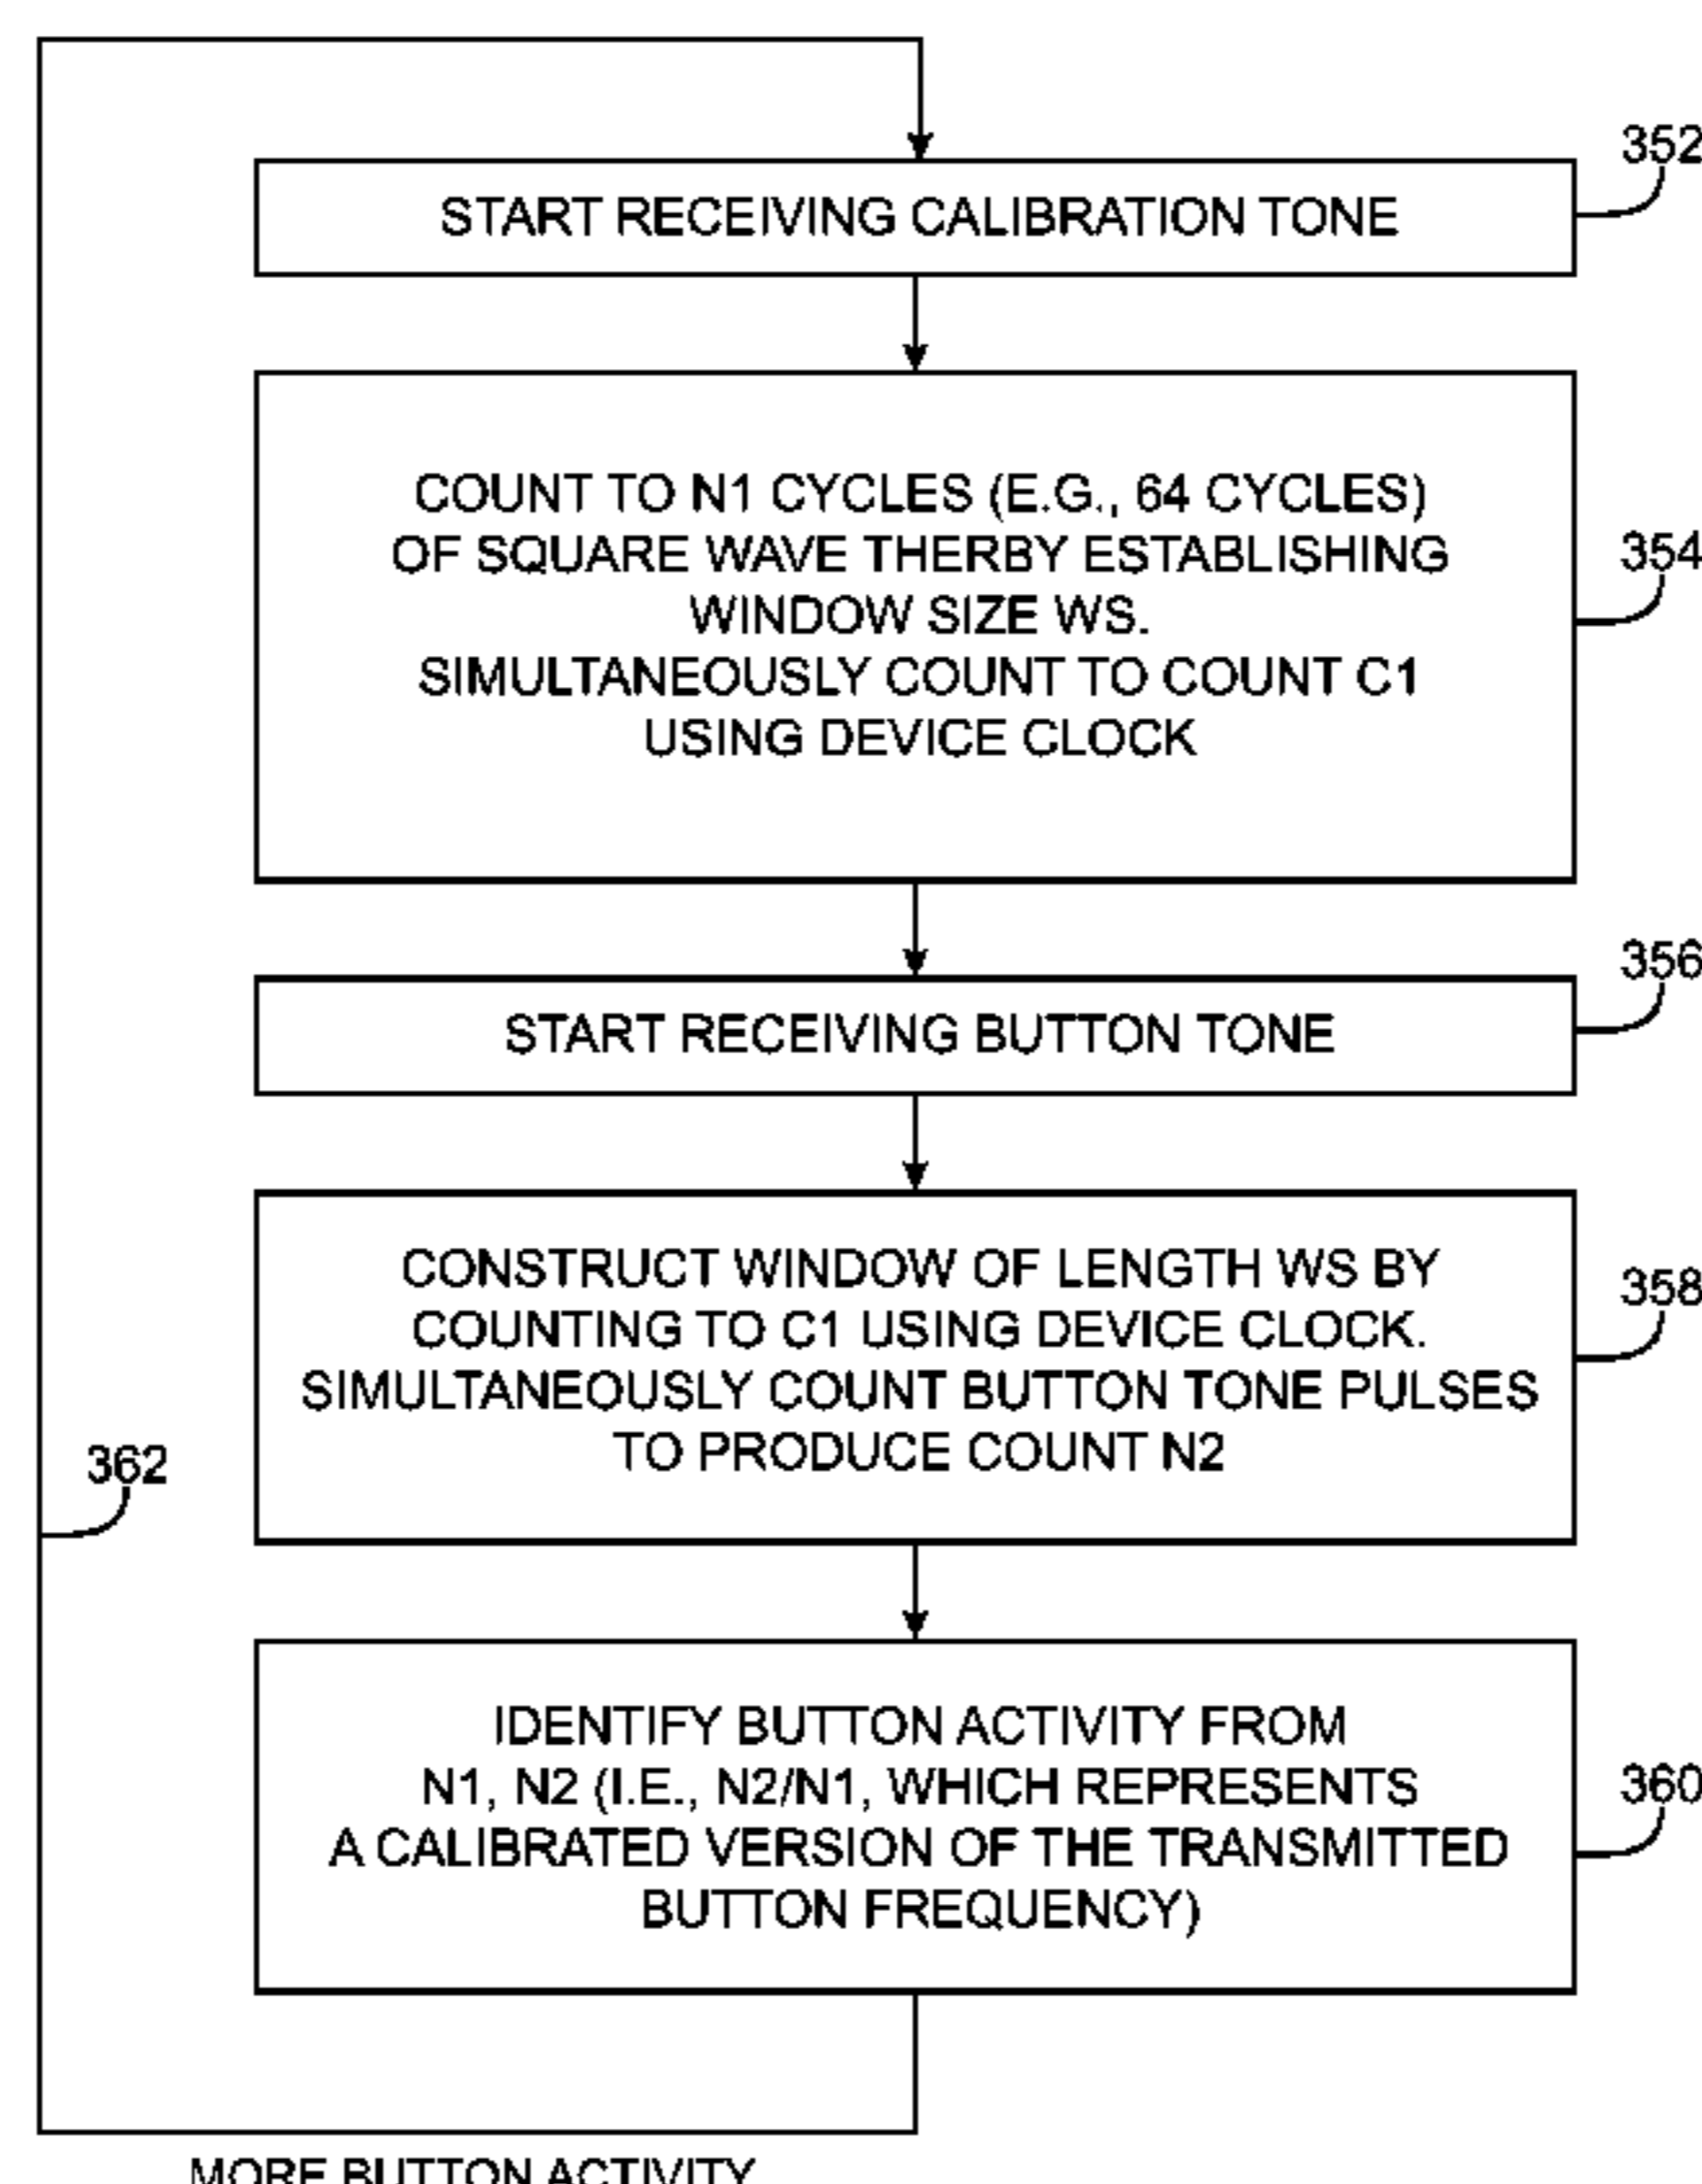 352
START RECEIVING CALIBRATION TONE
COUNT TO N1 CYCLES (E.G., 64 CYCLES)
OF SQUARE WAVE THERBY ESTABLISHING
WINDOW SIZE WS.
SIMULTANEOUSLY COUNT TO COUNT C1
USING DEVICE CLOCK
354
356
START RECEIVING BUTTON TONE
CONSTRUCT WINDOW OF LENGTH WS BY
COUNTING TO C1 USING DEVICE CLOCK.
SIMULTANEOUSLY COUNT BUTTON TONE PULSES
TO PRODUCE COUNT N2
358
362
IDENTIFY BUTTON ACTIVITY FROM
N1, N2 (I.E., N2/N1, WHICH REPRESENTS
A CALIBRATED VERSION OF THE TRANSMITTED
BUTTON FREQUENCY)
360
MORE BUTTON ACTIVITY